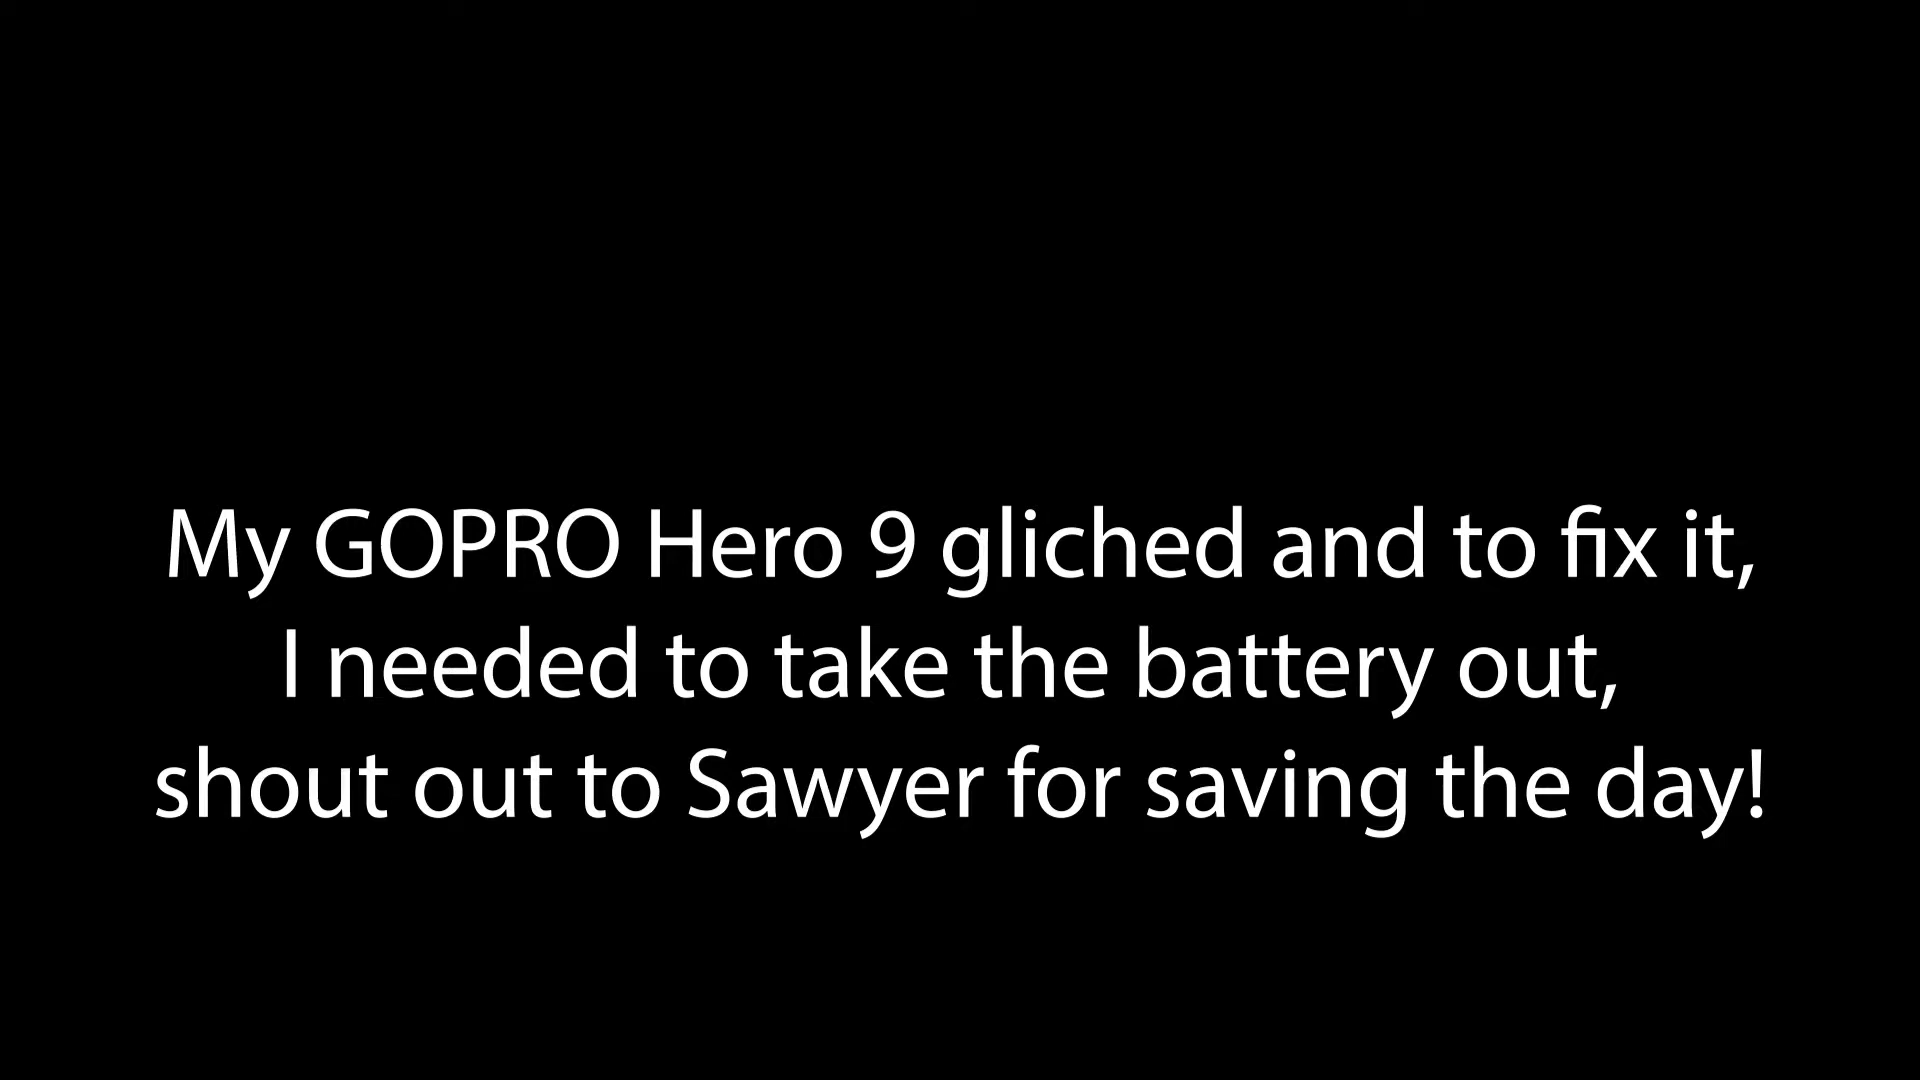 My GOPRO Hero 9 gliched and to fix it,
I needed to take the battery out,
shout out to Sawyer for saving the day!